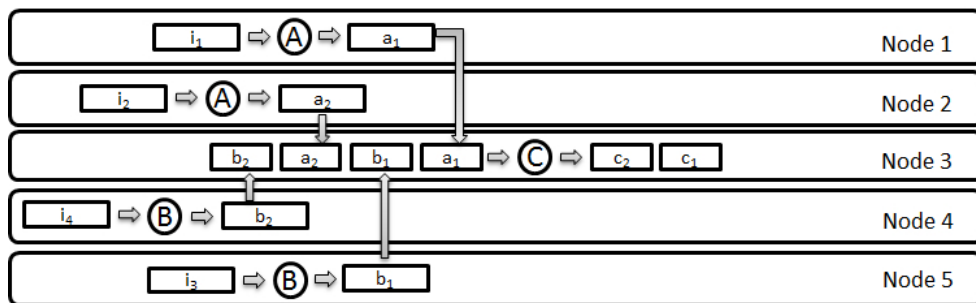 i₁ A a₁ Node 1
i₂ A a₂ Node 2
b₂ a₂ b₁ a₁ C c₂ c₁ Node 3
i₄ B b₂ Node 4
i₃ B b₁ Node 5